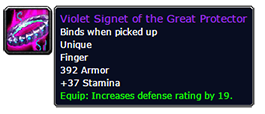 Violet Signet of the Great Protector
Binds when picked up
Unique
Finger
392 Armor
+37 Stamina
Equip: Increases defense rating by 19.